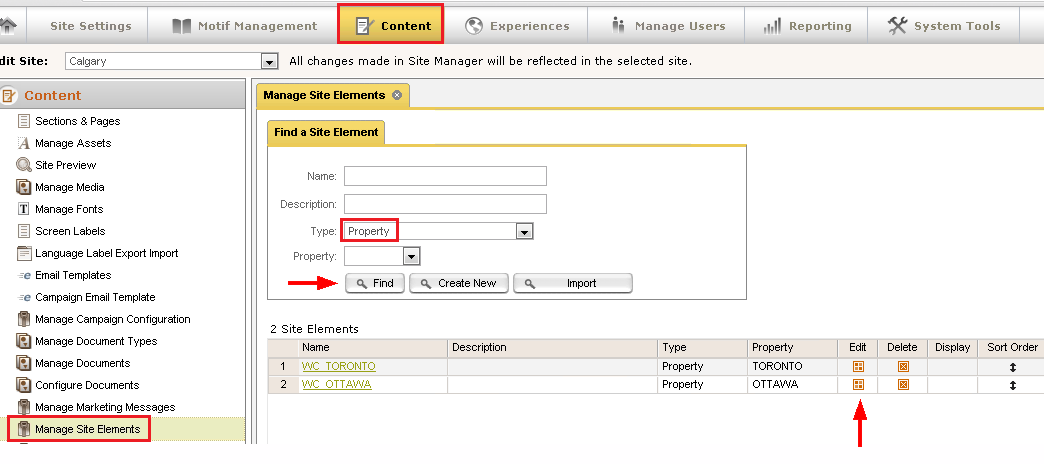 Site Settings Motif Management Content Experiences Manage Users Reporting System Tools
dit Site: Calgary All changes made in Site Manager will be reflected in the selected site.
Content
Sections & Pages
Manage Assets
Site Preview
Manage Media
Manage Fonts
Screen Labels
Language Label Export Import
Email Templates
Campaign Email Template
Manage Campaign Configuration
Manage Document Types
Manage Documents
Configure Documents
Manage Marketing Messages
Manage Site Elements
Manage Site Elements
Find a Site Element
Name:
Description:
Type: Property
Property:
Find Create New Import
2 Site Elements
Name Description Type Property Edit Delete Display Sort Order
1 WC_TORONTO Property TORONTO
2 WC_OTTAWA Property OTTAWA